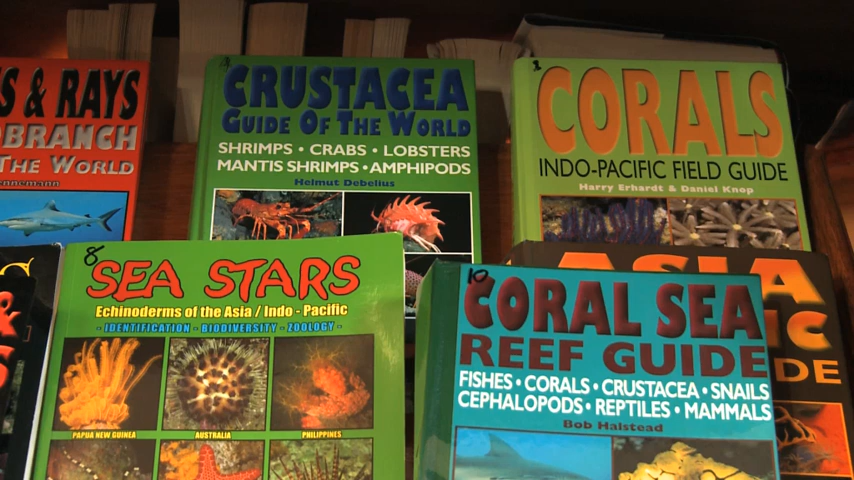 S & RAYS
OBRANCH
THE WORLD
CRUSTACEA
GUIDE OF THE WORLD
SHRIMPS • CRABS • LOBSTERS
MANTIS SHRIMPS • AMPHIPODS
Helmut Debelius
CORALS
INDO-PACIFIC FIELD GUIDE
Harry Erhardt & Daniel Knop
8
SEA STARS
Echinoderms of the Asia / Indo - Pacific
- IDENTIFICATION - BIODIVERSITY - ZOOLOGY -
PAPUA NEW GUINEA
AUSTRALIA
PHILIPPINES
10
CORAL SEA
REEF GUIDE
FISHES • CORALS • CRUSTACEA • SNAILS
CEPHALOPODS • REPTILES • MAMMALS
Bob Halstead
ASIA
IC
DE
&